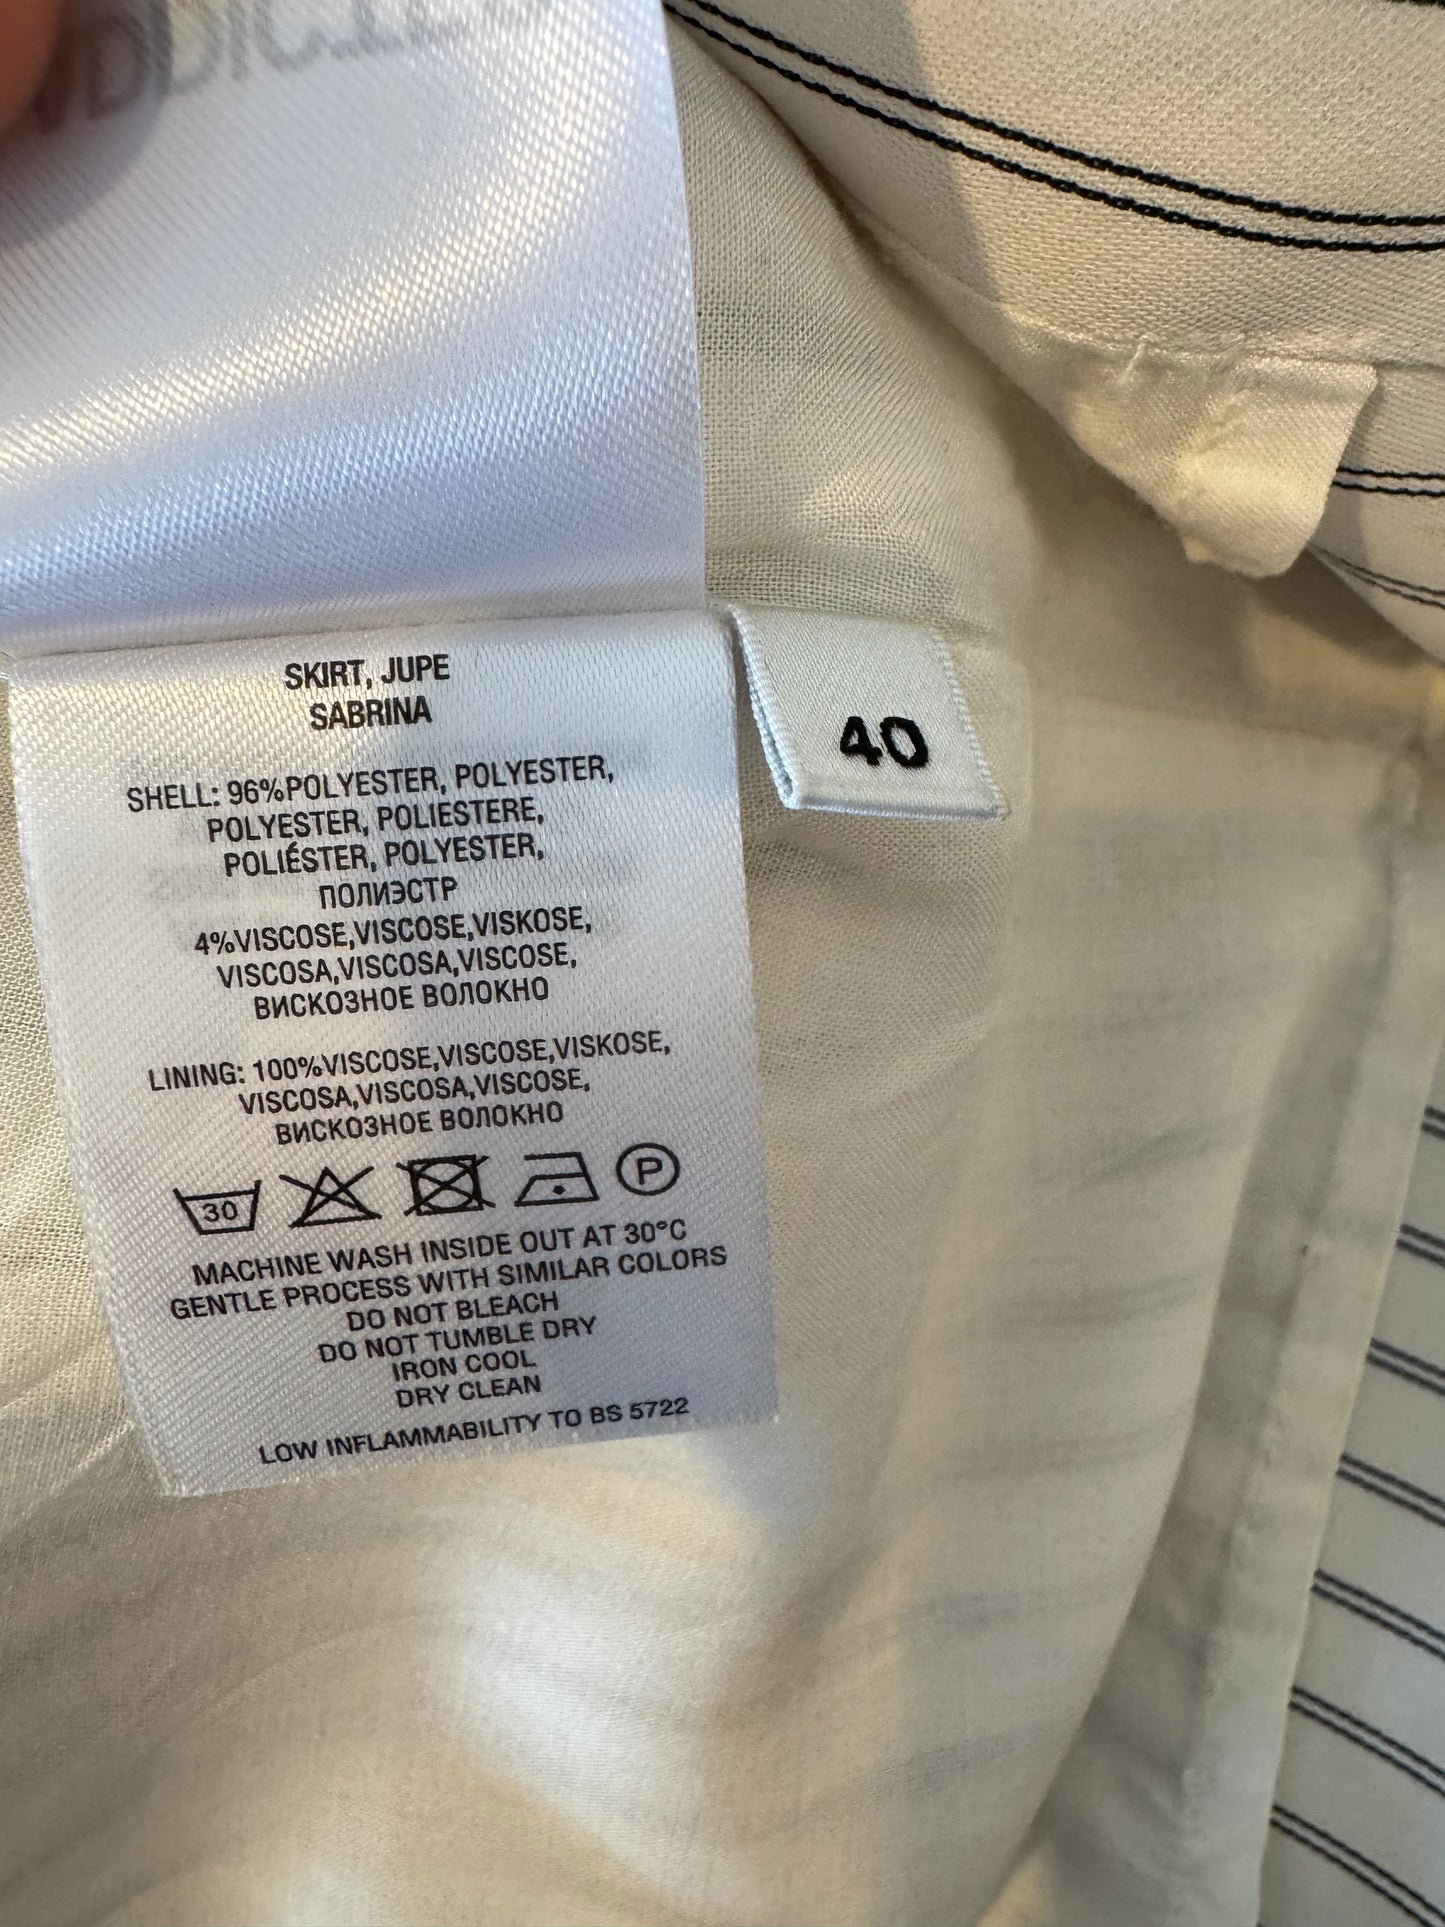 SKIRT, JUPE
SABRINA
40
SHELL: 96%POLYESTER, POLYESTER,
POLYESTER, POLIESTERE,
POLIÉSTER, POLYESTER,
ПОЛИЭСТР
4%VISCOSE,VISCOSE,VISKOSE,
VISCOSA,VISCOSA,VISCOSE,
ВИСКОЗНОЕ ВОЛОКНО
LINING: 100%VISCOSE,VISCOSE,VISKOSE,
VISCOSA,VISCOSA,VISCOSE,
ВИСКОЗНОЕ ВОЛОКНО
30 P
MACHINE WASH INSIDE OUT AT 30°C
GENTLE PROCESS WITH SIMILAR COLORS
DO NOT BLEACH
DO NOT TUMBLE DRY
IRON COOL
DRY CLEAN
LOW INFLAMMABILITY TO BS 5722